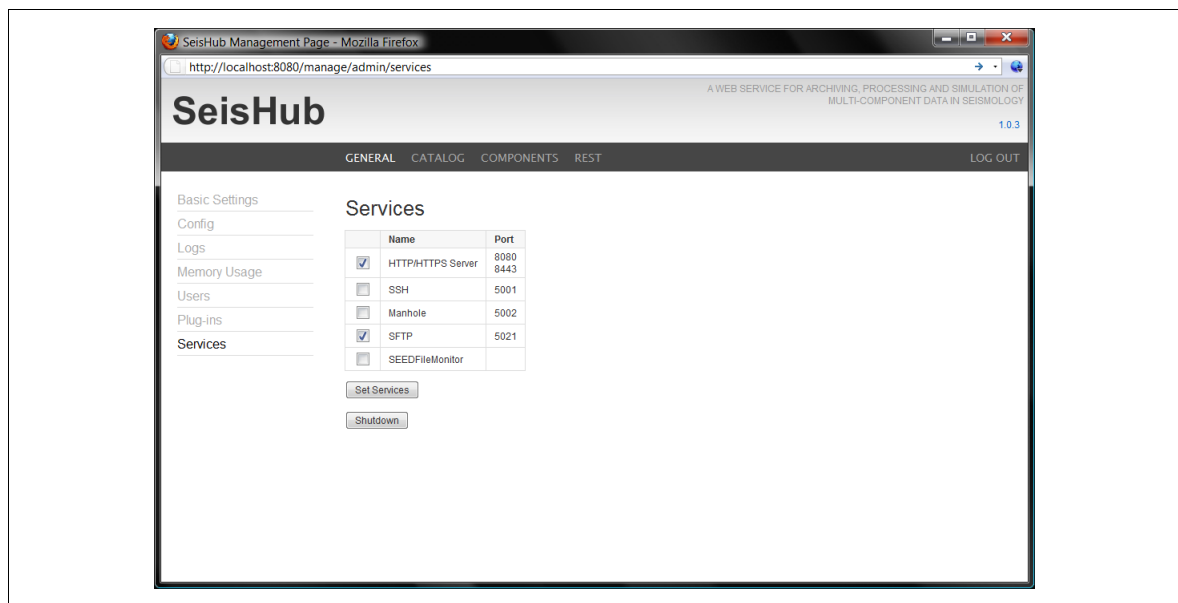 SeisHub Management Page - Mozilla Firefox
http://localhost:8080/manage/admin/services
SeisHub
A WEB SERVICE FOR ARCHIVING, PROCESSING AND SIMULATION OF
MULTI-COMPONENT DATA IN SEISMOLOGY
1.0.3
GENERAL CATALOG COMPONENTS REST LOG OUT
Basic Settings
Config
Logs
Memory Usage
Users
Plug-ins
Services
Services
Name Port
HTTP/HTTPS Server 8080
8443
SSH 5001
Manhole 5002
SFTP 5021
SEEDFileMonitor
Set Services
Shutdown